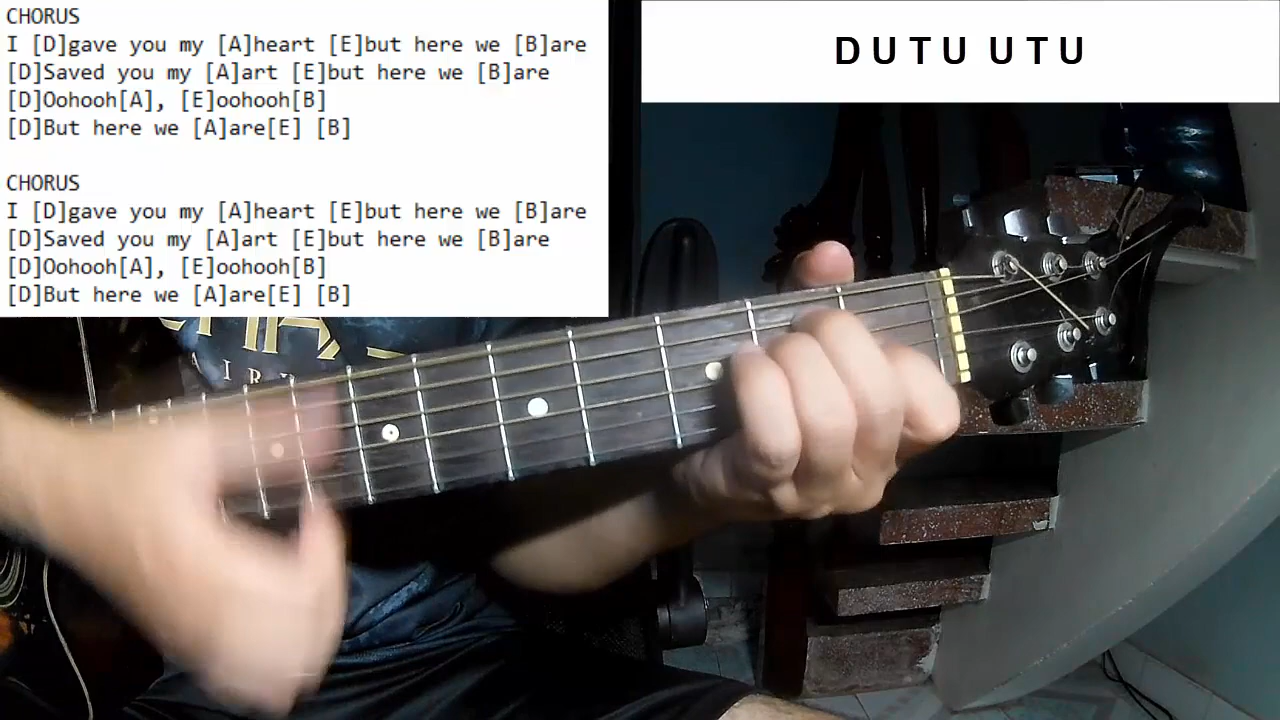 CHORUS
I [D]gave you my [A]heart [E]but here we [B]are
[D]Saved you my [A]art [E]but here we [B]are
[D]Oohooh[A], [E]oohooh[B]
[D]But here we [A]are[E] [B]
CHORUS
I [D]gave you my [A]heart [E]but here we [B]are
[D]Saved you my [A]art [E]but here we [B]are
[D]Oohooh[A], [E]oohooh[B]
[D]But here we [A]are[E] [B]
D U T U U T U